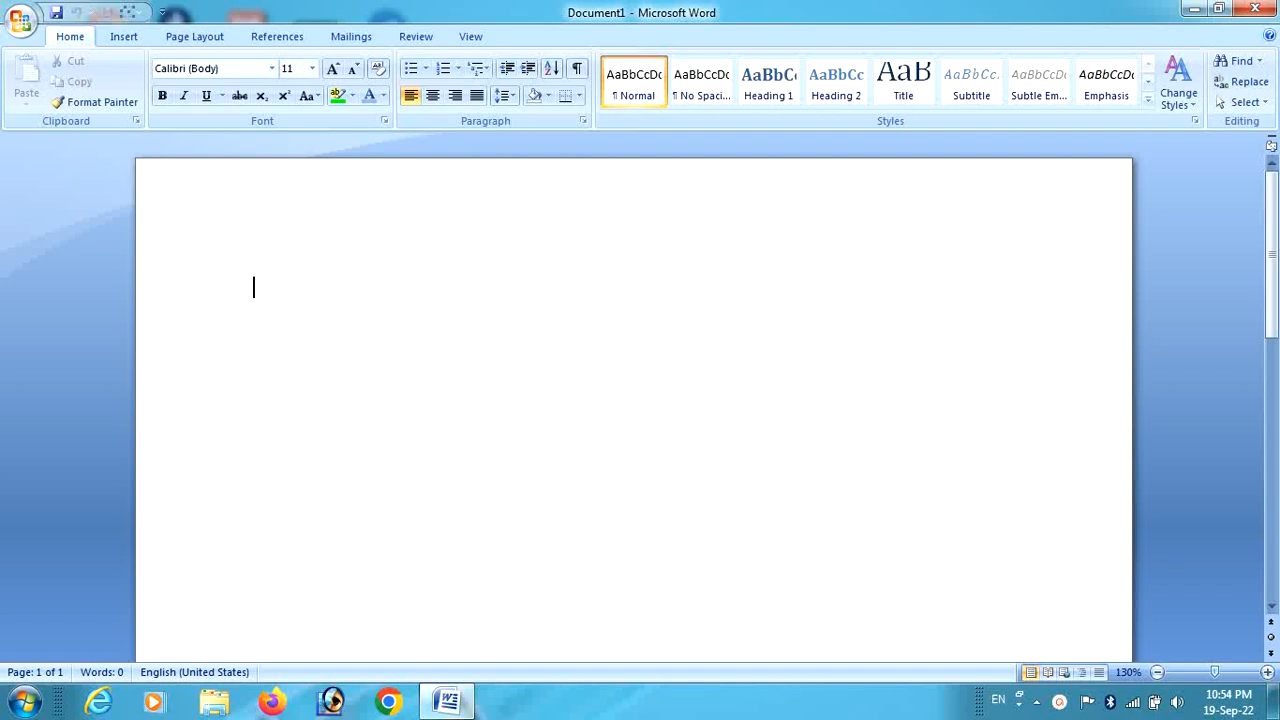 Document1 - Microsoft Word
Home Insert Page Layout References Mailings Review View
Paste
Cut
Copy
Format Painter
Clipboard
Calibri (Body) 11
Font
Paragraph
AaBbCcDc AaBbCcDc AaBbC AaBbCc AaB AaBbCc. AaBbCcDc AaBbCcDc
¶ Normal ¶ No Spaci... Heading 1 Heading 2 Title Subtitle Subtle Em... Emphasis
Change Styles
Styles
Find
Replace
Select
Editing
Page: 1 of 1 Words: 0 English (United States) 130%
EN
10:54 PM
19-Sep-22